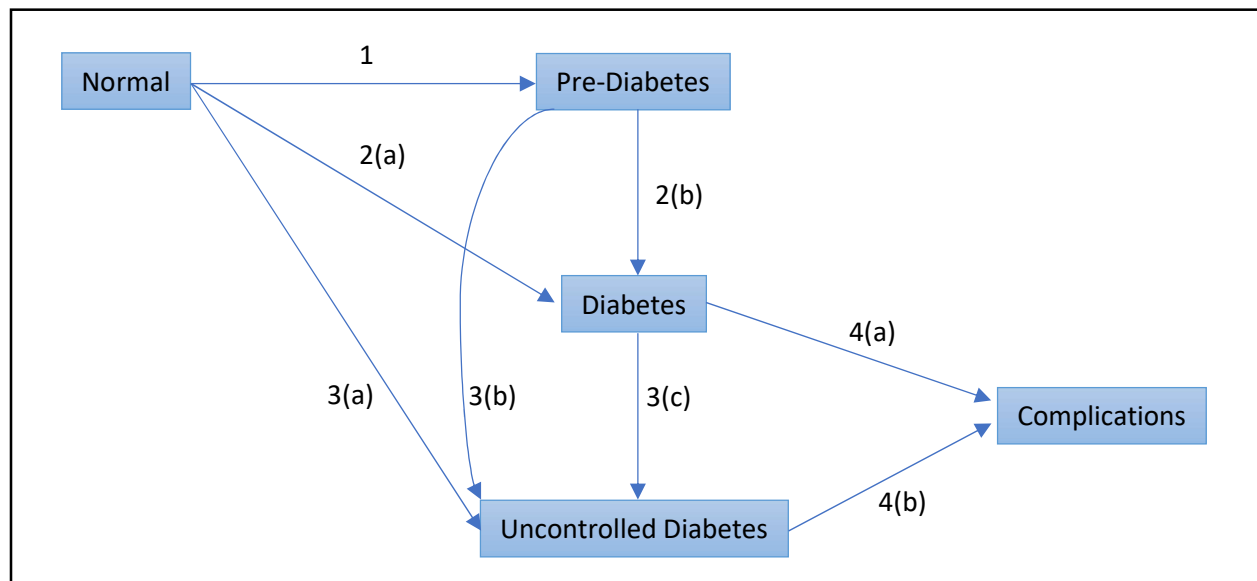 1
Normal
Pre-Diabetes
2(a)
2(b)
Diabetes
4(a)
3(a)
3(b)
3(c)
Complications
4(b)
Uncontrolled Diabetes